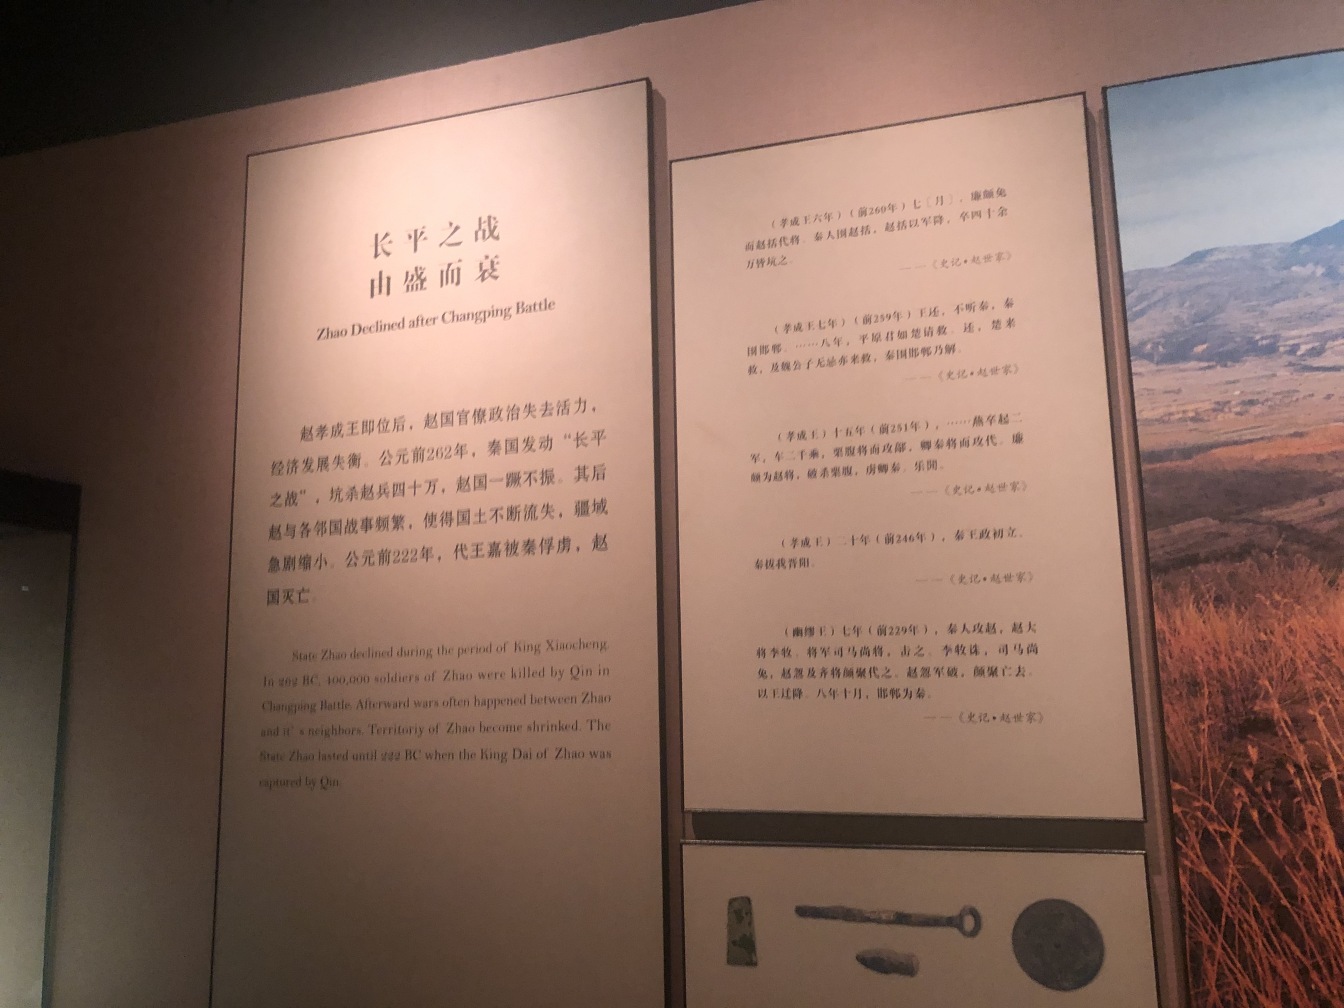 长平之战
由盛而衰
Zhao Declined after Changping Battle
赵孝成王即位后，赵国官僚政治失去活力，
经济发展失衡。公元前262年，秦国发动“长平
之战”，坑杀赵兵四十万，赵国一蹶不振。其后
赵与各邻国战事频繁，使得国土不断流失，疆域
急剧缩小。公元前222年，代王嘉被秦俘虏，赵
国灭亡。
State Zhao declined during the period of King Xiaocheng.
In 262 BC, 400,000 soldiers of Zhao were killed by Qin in
Changping Battle. Afterward wars often happened between Zhao
and it's neighbors. Territoriy of Zhao become shrinked. The
State Zhao lasted until 222 BC when the King Dai of Zhao was
captured by Qin.
（孝成王六年）（前260年）七〔月〕，廉颇免
而赵括代将。秦人围赵括，赵括以军降，卒四十余
万皆坑之。
——《史记•赵世家》
（孝成王七年）（前259年）王还，不听秦，秦
围邯郸。……八年，平原君如楚请救。还，楚来
救，及魏公子无忌亦来救，秦围邯郸乃解。
——《史记•赵世家》
（孝成王）十五年（前251年），……燕卒起二
军，车二千乘，栗腹将而攻鄗，卿秦将而攻代。廉
颇为赵将，破杀栗腹，虏卿秦、乐閒。
——《史记•赵世家》
（孝成王）二十年（前246年），秦王政初立。
秦拔我晋阳。
——《史记•赵世家》
（幽缪王）七年（前229年），秦人攻赵，赵大
将李牧、将军司马尚将，击之。李牧诛，司马尚
免，赵怱及齐将颜聚代之。赵怱军破，颜聚亡去。
以王迁降。八年十月，邯郸为秦。
——《史记•赵世家》